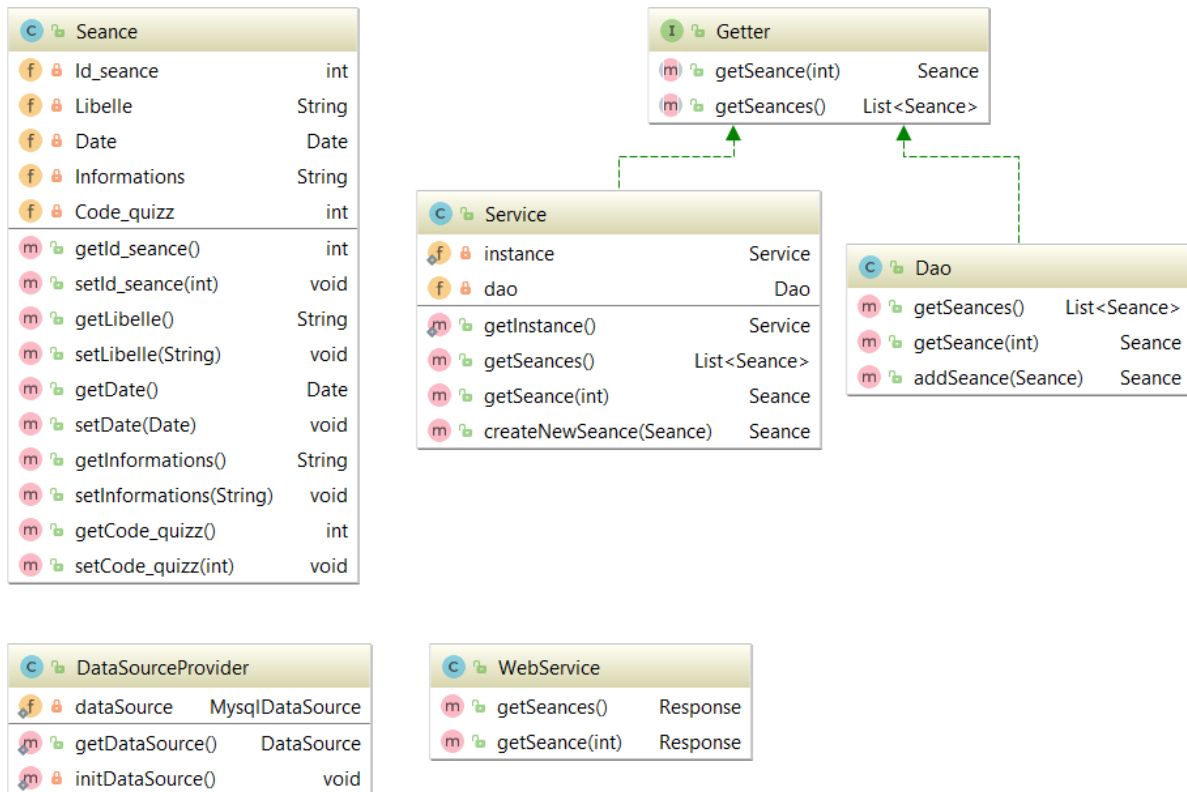 Seance
Id_seance int
Libelle String
Date Date
Informations String
Code_quizz int
getId_seance() int
setId_seance(int) void
getLibelle() String
setLibelle(String) void
getDate() Date
setDate(Date) void
getInformations() String
setInformations(String) void
getCode_quizz() int
setCode_quizz(int) void
Getter
getSeance(int) Seance
getSeances() List<Seance>
Service
instance Service
dao Dao
getInstance() Service
getSeances() List<Seance>
getSeance(int) Seance
createNewSeance(Seance) Seance
Dao
getSeances() List<Seance>
getSeance(int) Seance
addSeance(Seance) Seance
DataSourceProvider
dataSource MysqlDataSource
getDataSource() DataSource
initDataSource() void
WebService
getSeances() Response
getSeance(int) Response